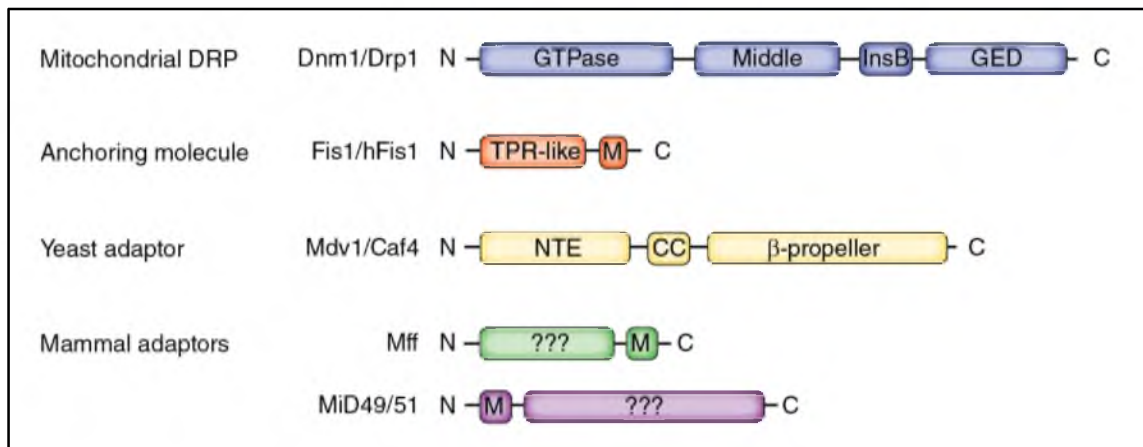 Mitochondrial DRP Dnm1/Drp1 N GTPase Middle InsB GED C
Anchoring molecule Fis1/hFis1 N TPR-like M C
Yeast adaptor Mdv1/Caf4 N NTE CC β-propeller C
Mammal adaptors Mff N ??? M C
MiD49/51 N M ??? C